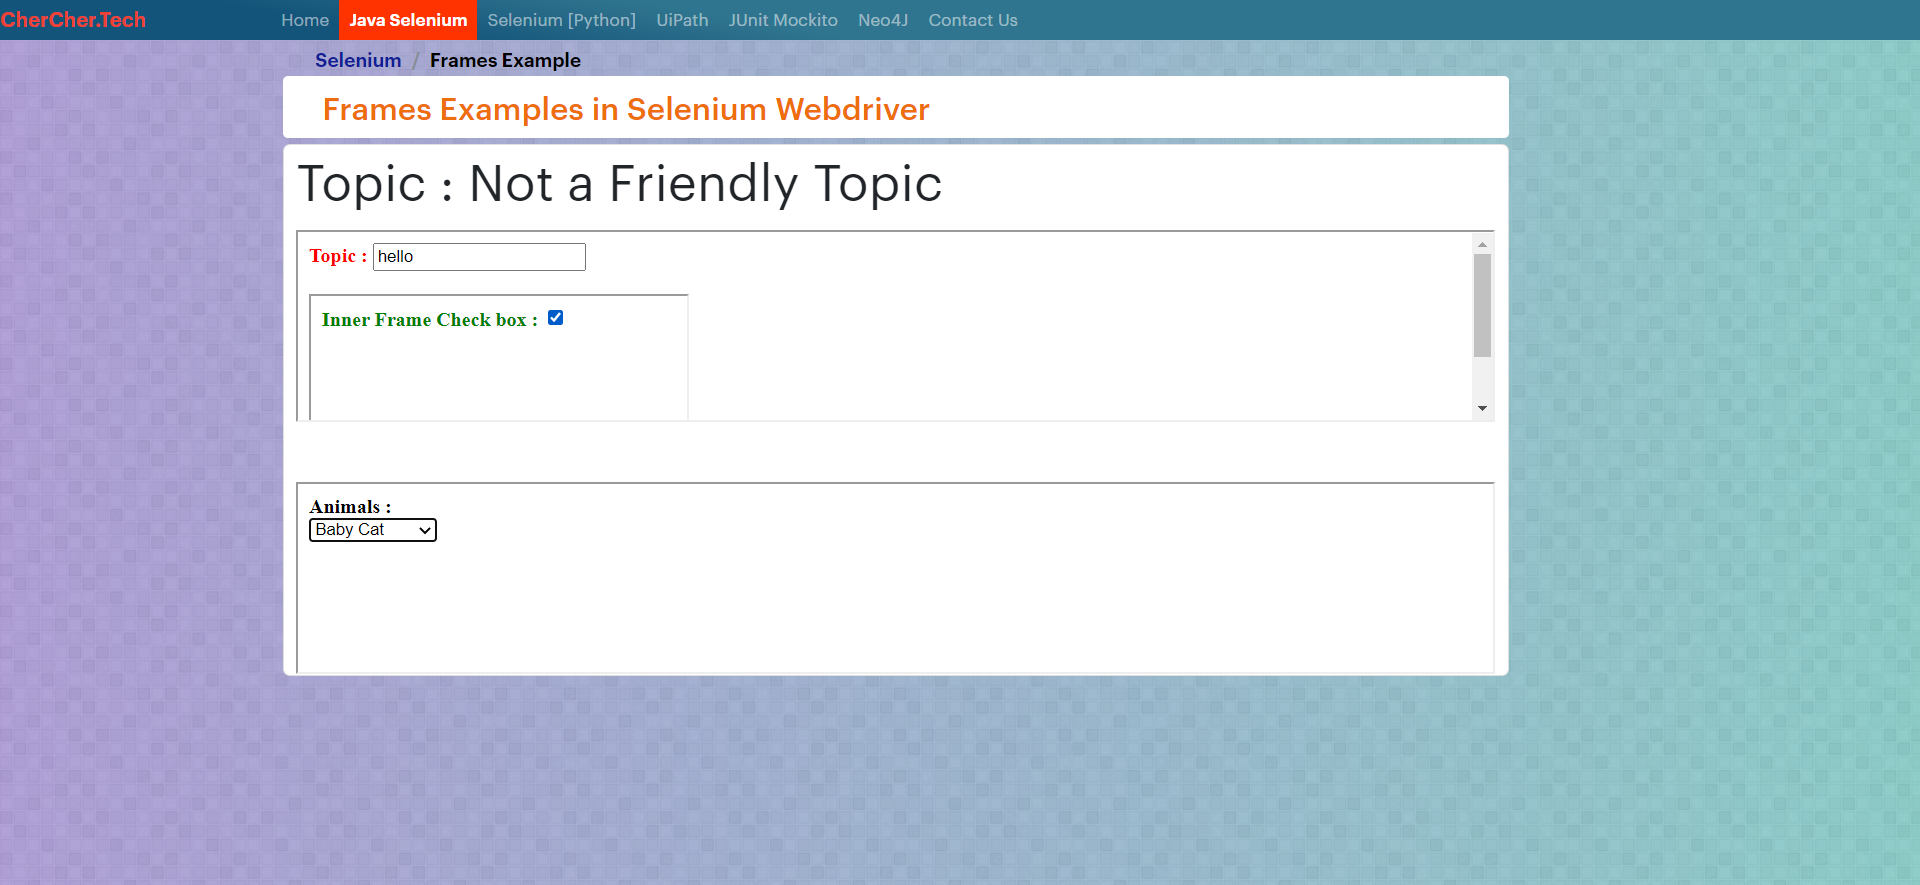 CherCher.Tech Home Java Selenium Selenium [Python] UiPath JUnit Mockito Neo4J Contact Us
Selenium / Frames Example
Frames Examples in Selenium Webdriver
Topic : Not a Friendly Topic
Topic : hello
Inner Frame Check box :
Animals :
Baby Cat